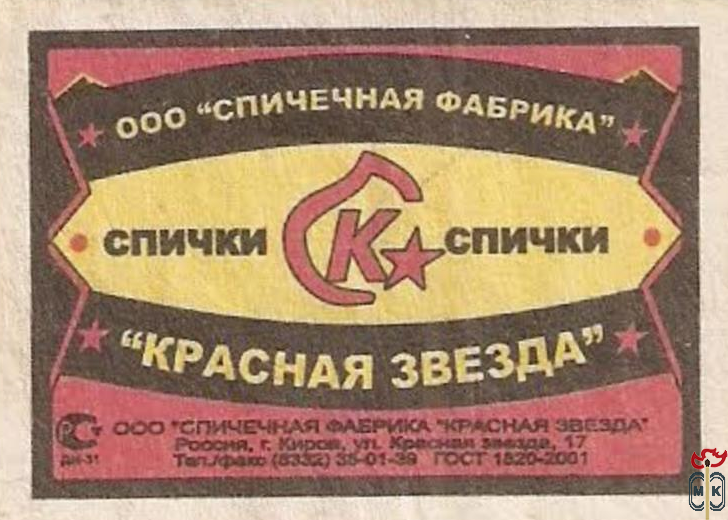 ООО "СПИЧЕЧНАЯ ФАБРИКА"
СПИЧКИ К СПИЧКИ
"КРАСНАЯ ЗВЕЗДА"
ООО "СПИЧЕЧНАЯ ФАБРИКА "КРАСНАЯ ЗВЕЗДА"
Россия, г. Киров, ул. Красная звезда, 17
Тел./факс (8332) 35-01-39 ГОСТ 1820-2001
М К